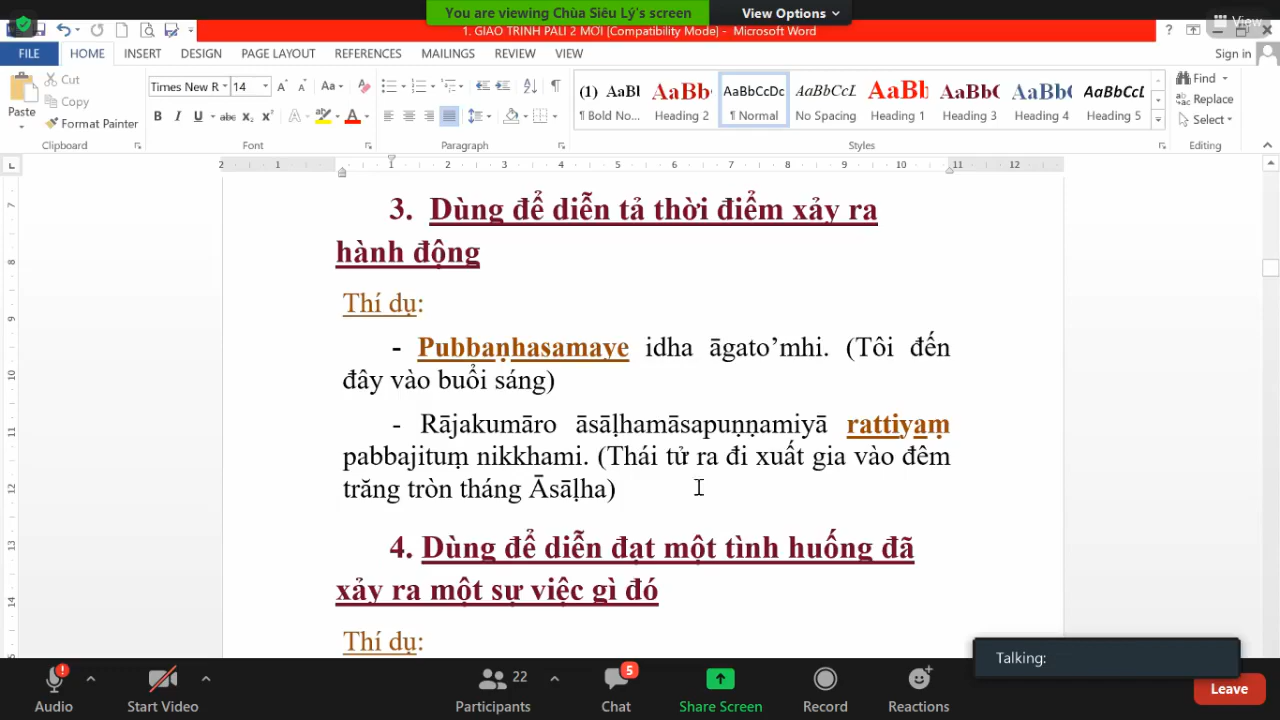 You are viewing Chùa Siêu Lý's screen
View Options
View
1. GIAO TRINH PALI 2 MOI [Compatibility Mode] - Microsoft Word
FILE HOME INSERT DESIGN PAGE LAYOUT REFERENCES MAILINGS REVIEW VIEW Sign in
Paste
Cut
Copy
Format Painter
Times New R 14
AaBbCcDc AaBbCcL
¶ Bold No... Heading 2 ¶ Normal No Spacing Heading 1 Heading 3 Heading 4 Heading 5
Find
Replace
Select
Clipboard Font Paragraph Styles Editing
3. Dùng để diễn tả thời điểm xảy ra
hành động
Thí dụ:
- Pubbaṇhasamaye idha āgato’mhi. (Tôi đến
đây vào buổi sáng)
- Rājakumāro āsāḷhamāsapuṇṇamiyā rattiyaṃ
pabbajituṃ nikkhami. (Thái tử ra đi xuất gia vào đêm
trăng tròn tháng Āsāḷha)
4. Dùng để diễn đạt một tình huống đã
xảy ra một sự việc gì đó
Thí dụ:
Talking:
22
5
Audio Start Video Participants Chat Share Screen Record Reactions Leave